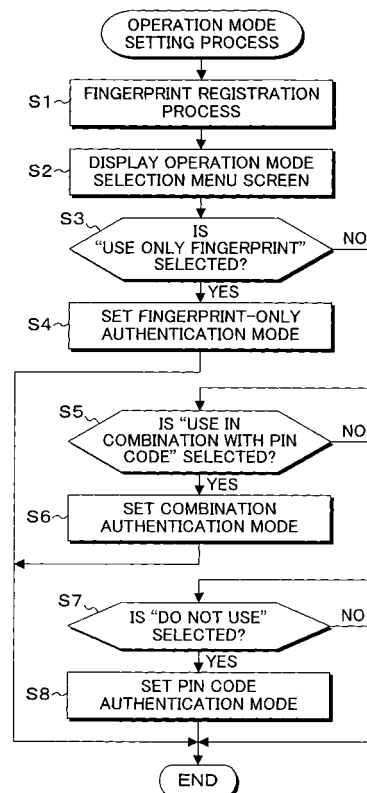 OPERATION MODE
SETTING PROCESS
S1
FINGERPRINT REGISTRATION
PROCESS
S2
DISPLAY OPERATION MODE
SELECTION MENU SCREEN
S3
IS
“USE ONLY FINGERPRINT”
SELECTED?
NO
YES
S4
SET FINGERPRINT-ONLY
AUTHENTICATION MODE
S5
IS “USE IN
COMBINATION WITH PIN
CODE” SELECTED?
NO
YES
S6
SET COMBINATION
AUTHENTICATION MODE
S7
IS “DO NOT USE”
SELECTED?
NO
YES
S8
SET PIN CODE
AUTHENTICATION MODE
END